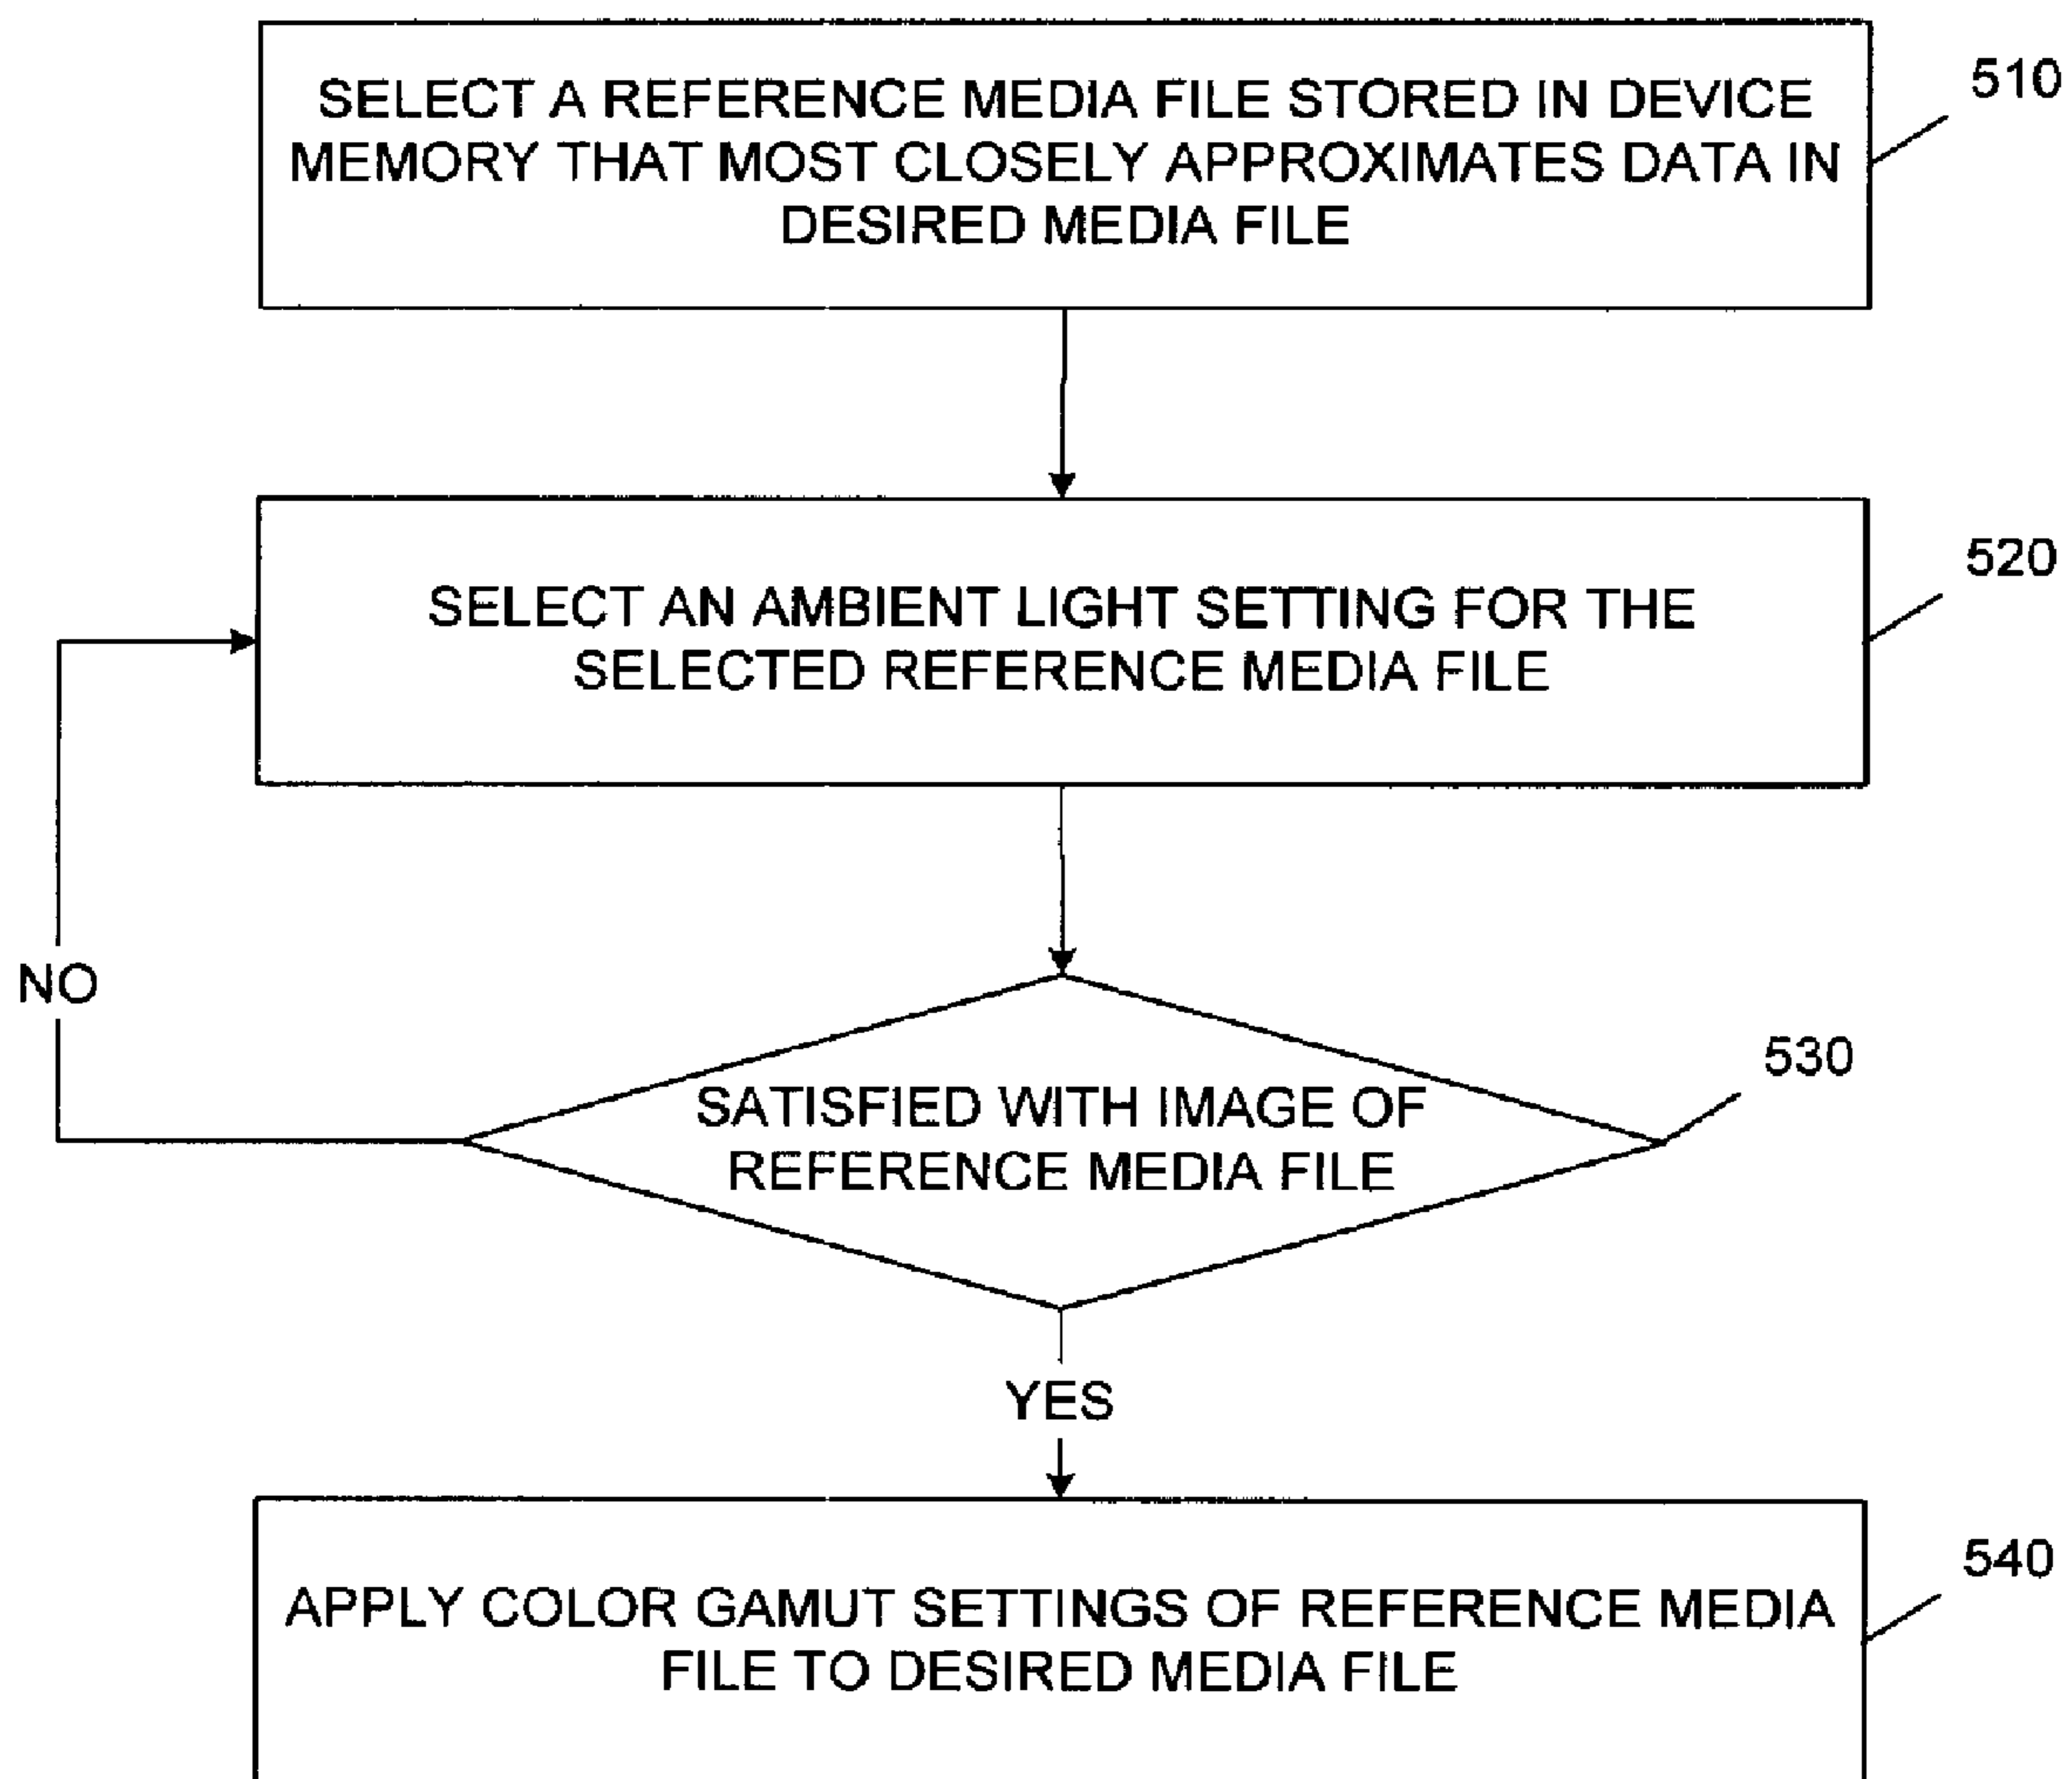 SELECT A REFERENCE MEDIA FILE STORED IN DEVICE
MEMORY THAT MOST CLOSELY APPROXIMATES DATA IN
DESIRED MEDIA FILE
510
SELECT AN AMBIENT LIGHT SETTING FOR THE
SELECTED REFERENCE MEDIA FILE
520
NO
SATISFIED WITH IMAGE OF
REFERENCE MEDIA FILE
530
YES
APPLY COLOR GAMUT SETTINGS OF REFERENCE MEDIA
FILE TO DESIRED MEDIA FILE
540